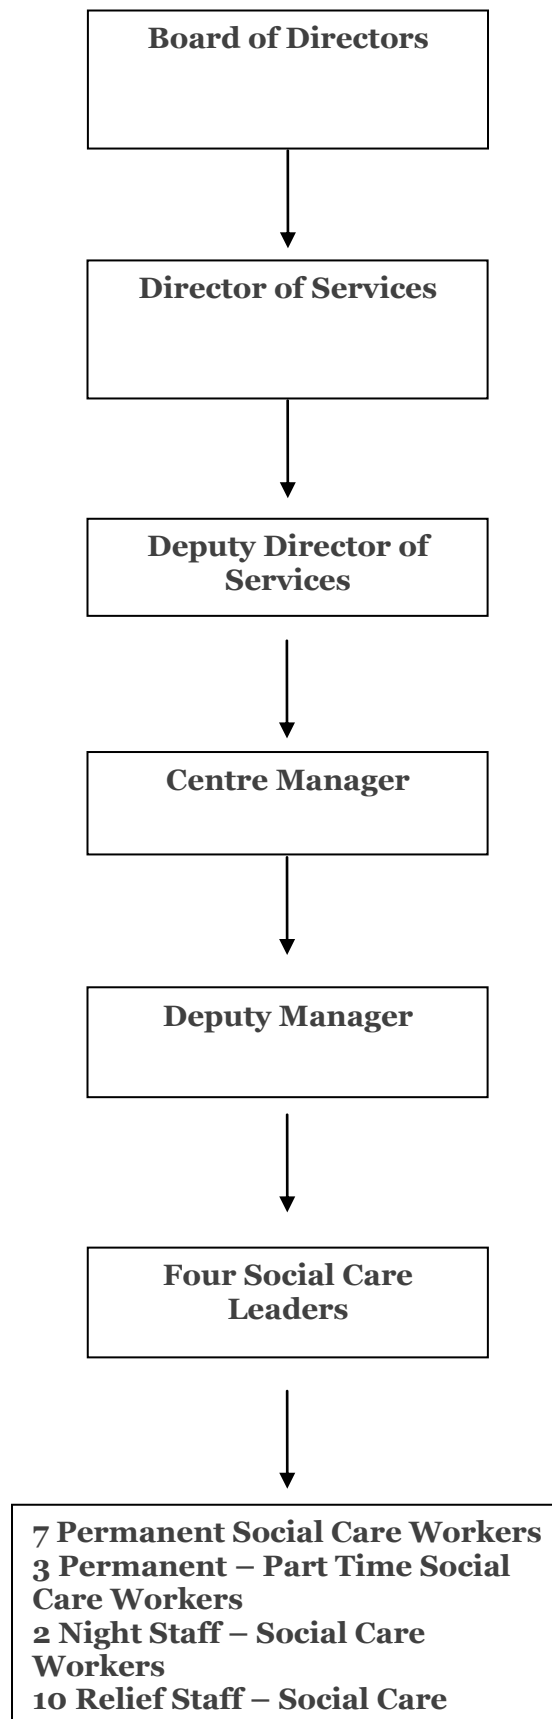 Board of Directors
Director of Services
Deputy Director of
Services
Centre Manager
Deputy Manager
Four Social Care
Leaders
7 Permanent Social Care Workers
3 Permanent – Part Time Social
Care Workers
2 Night Staff – Social Care
Workers
10 Relief Staff – Social Care